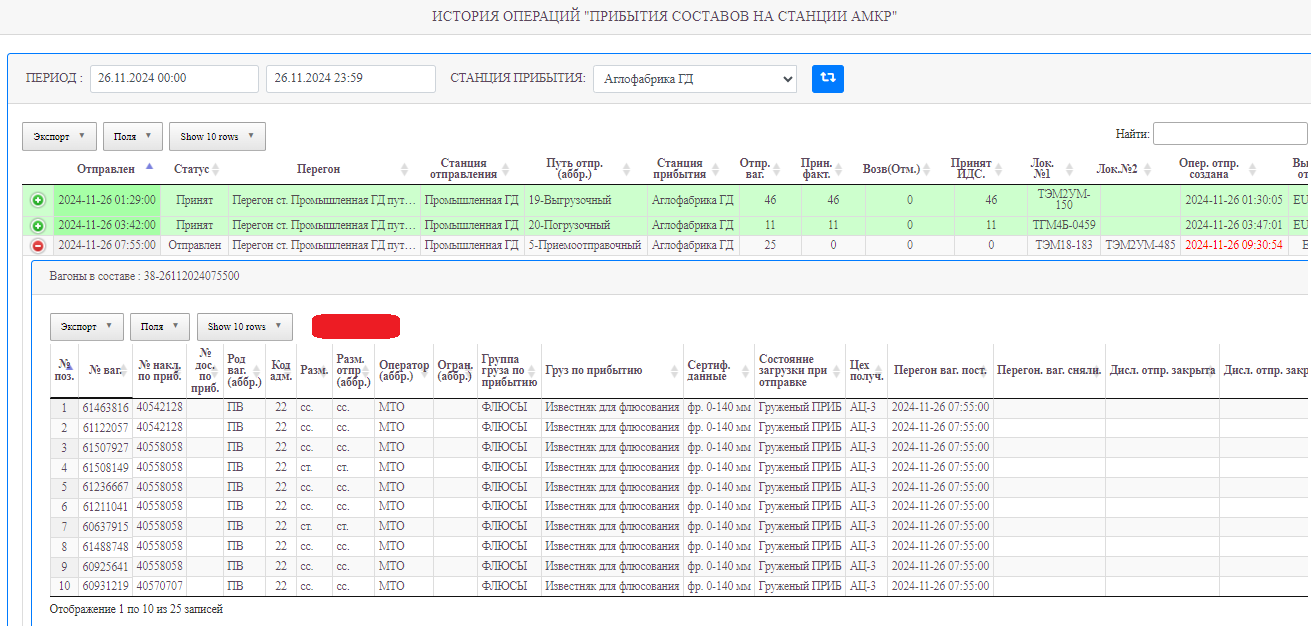 ИСТОРИЯ ОПЕРАЦИЙ "ПРИБЫТИЯ СОСТАВОВ НА СТАНЦИИ АМКР"
ПЕРИОД : 26.11.2024 00:00 26.11.2024 23:59 СТАНЦИЯ ПРИБЫТИЯ: Аглофабрика ГД
Экспорт Поля Show 10 rows Найти:
Отправлен Статус Перегон Станция отправления Путь отпр. (аббр.) Станция прибытия Отпр. ваг. Прин. факт. Возв(Отм.) Принят ИДС. Лок. №1 Лок.№2 Опер. отпр. создана
2024-11-26 01:29:00 Принят Перегон ст. Промышленная ГД пут… Промышленная ГД 19-Выгрузочный Аглофабрика ГД 46 46 0 46 ТЭМ2УМ-150 2024-11-26 01:30:05 EU
2024-11-26 03:42:00 Принят Перегон ст. Промышленная ГД пут… Промышленная ГД 20-Погрузочный Аглофабрика ГД 11 11 0 11 ТГМ4Б-0459 2024-11-26 03:47:01 EU
2024-11-26 07:55:00 Отправлен Перегон ст. Промышленная ГД пут… Промышленная ГД 5-Приемоотправочный Аглофабрика ГД 25 0 0 0 ТЭМ18-183 ТЭМ2УМ-485 2024-11-26 09:30:54
Вагоны в составе : 38-26112024075500
Экспорт Поля Show 10 rows
№ поз. № ваг. № накл. по приб. № дос. по приб. Род ваг. (аббр.) Код адм. Разм. Разм. отпр (аббр.) Оператор (аббр.) Огран. (аббр.) Группа груза по прибытию Груз по прибытию Сертиф. данные Состояние загрузки при отправке Цех получ. Перегон ваг. пост. Перегон. ваг. сняли. Дисл. отпр. закрыта Дисл. отпр. закр
1 61463816 40542128 ПВ 22 сс. сс. МТО ФЛЮСЫ Известняк для флюсования фр. 0-140 мм Груженый ПРИБ АЦ-3 2024-11-26 07:55:00
2 61122057 40542128 ПВ 22 сс. сс. МТО ФЛЮСЫ Известняк для флюсования фр. 0-140 мм Груженый ПРИБ АЦ-3 2024-11-26 07:55:00
3 61507927 40558058 ПВ 22 сс. сс. МТО ФЛЮСЫ Известняк для флюсования фр. 0-140 мм Груженый ПРИБ АЦ-3 2024-11-26 07:55:00
4 61508149 40558058 ПВ 22 ст. ст. МТО ФЛЮСЫ Известняк для флюсования фр. 0-140 мм Груженый ПРИБ АЦ-3 2024-11-26 07:55:00
5 61236667 40558058 ПВ 22 сс. сс. МТО ФЛЮСЫ Известняк для флюсования фр. 0-140 мм Груженый ПРИБ АЦ-3 2024-11-26 07:55:00
6 61211041 40558058 ПВ 22 сс. сс. МТО ФЛЮСЫ Известняк для флюсования фр. 0-140 мм Груженый ПРИБ АЦ-3 2024-11-26 07:55:00
7 60637915 40558058 ПВ 22 ст. ст. МТО ФЛЮСЫ Известняк для флюсования фр. 0-140 мм Груженый ПРИБ АЦ-3 2024-11-26 07:55:00
8 61488748 40558058 ПВ 22 сс. сс. МТО ФЛЮСЫ Известняк для флюсования фр. 0-140 мм Груженый ПРИБ АЦ-3 2024-11-26 07:55:00
9 60925641 40558058 ПВ 22 сс. сс. МТО ФЛЮСЫ Известняк для флюсования фр. 0-140 мм Груженый ПРИБ АЦ-3 2024-11-26 07:55:00
10 60931219 40570707 ПВ 22 сс. сс. МТО ФЛЮСЫ Известняк для флюсования фр. 0-140 мм Груженый ПРИБ АЦ-3 2024-11-26 07:55:00
Отображение 1 по 10 из 25 записей